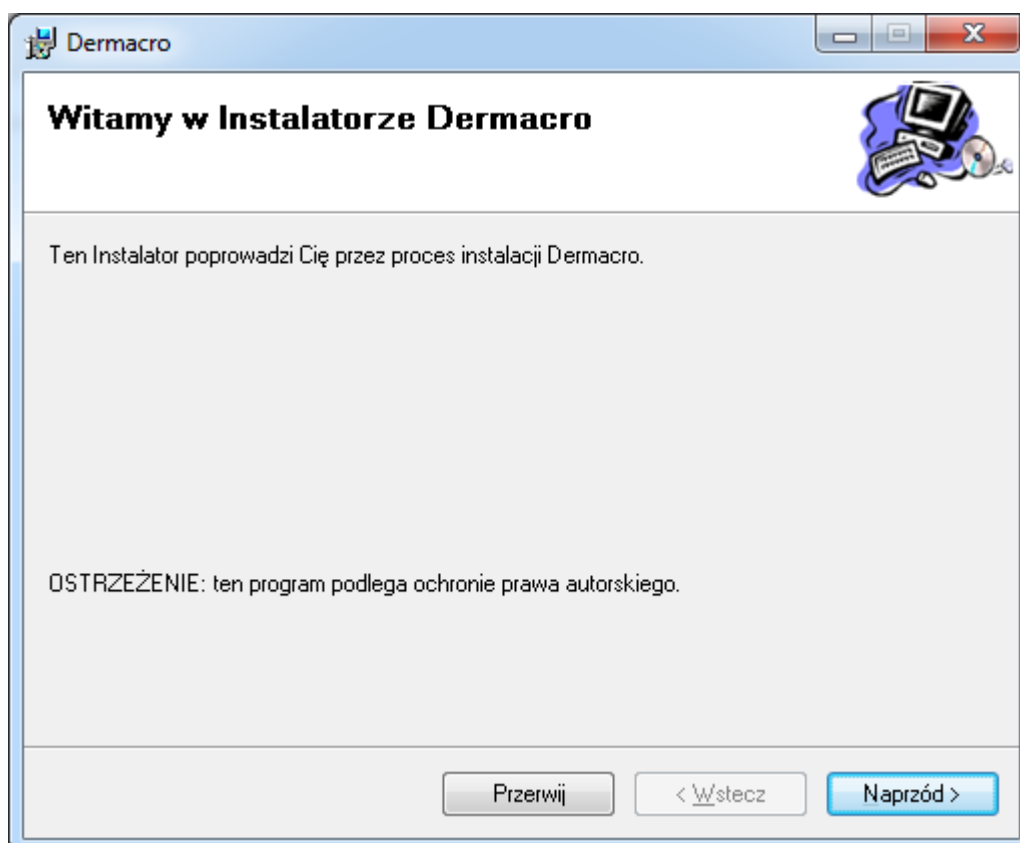 Dermacro
Witamy w Instalatorze Dermacro
Ten Instalator poprowadzi Cię przez proces instalacji Dermacro.
OSTRZEŻENIE: ten program podlega ochronie prawa autorskiego.
Przerwij
< Wstecz
Naprzód >